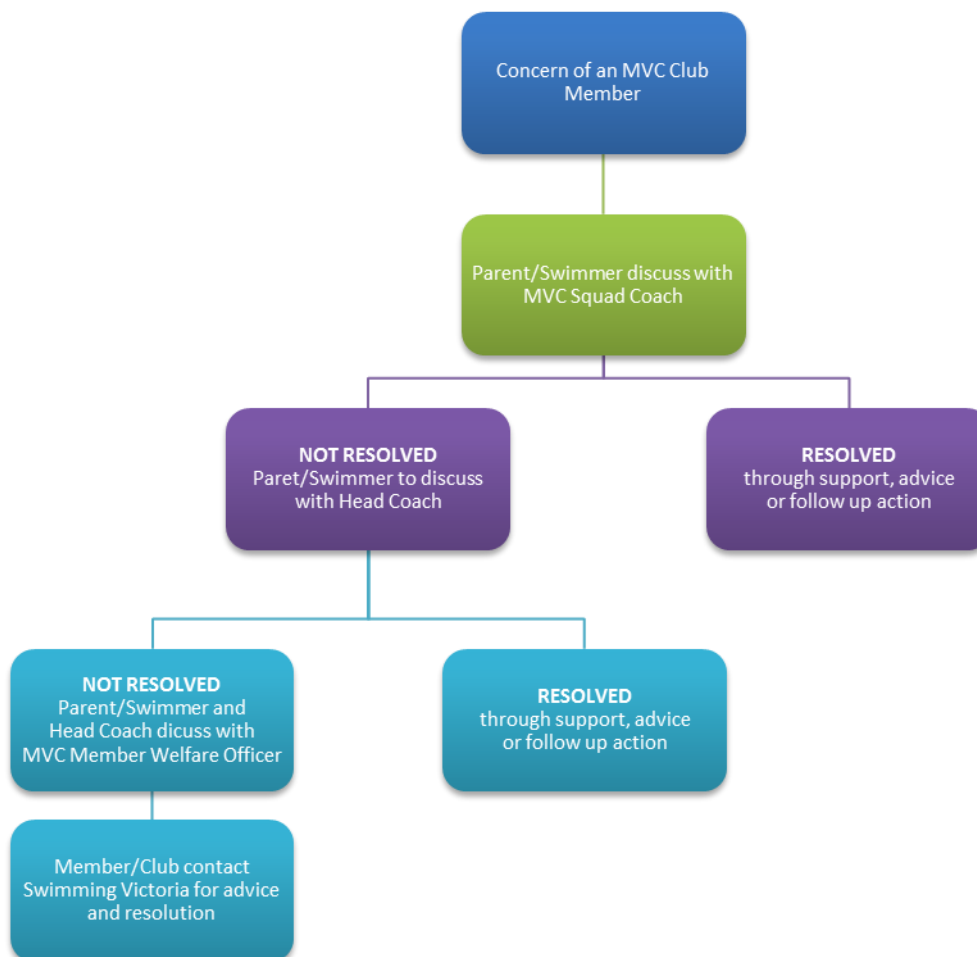 Concern of an MVC Club
Member
Parent/Swimmer discuss with
MVC Squad Coach
NOT RESOLVED
Paret/Swimmer to discuss
with Head Coach
RESOLVED
through support, advice
or follow up action
NOT RESOLVED
Parent/Swimmer and
Head Coach dicuss with
MVC Member Welfare Officer
RESOLVED
through support, advice
or follow up action
Member/Club contact
Swimming Victoria for advice
and resolution